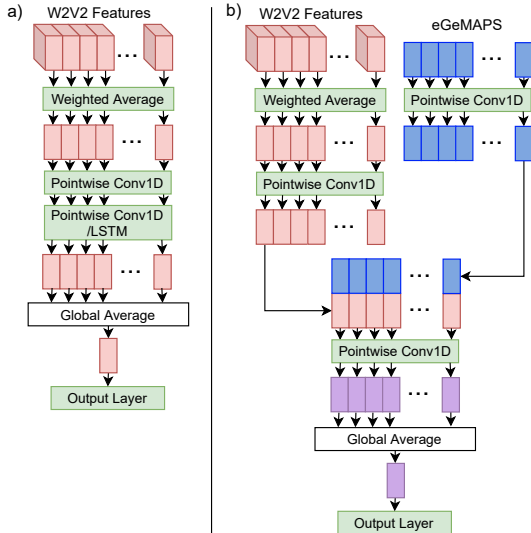 a)
W2V2 Features
...
Weighted Average
...
Pointwise Conv1D
Pointwise Conv1D
/LSTM
...
Global Average
Output Layer
b)
W2V2 Features
...
Weighted Average
...
Pointwise Conv1D
...
eGeMAPS
...
Pointwise Conv1D
...
...
...
Pointwise Conv1D
...
Global Average
Output Layer